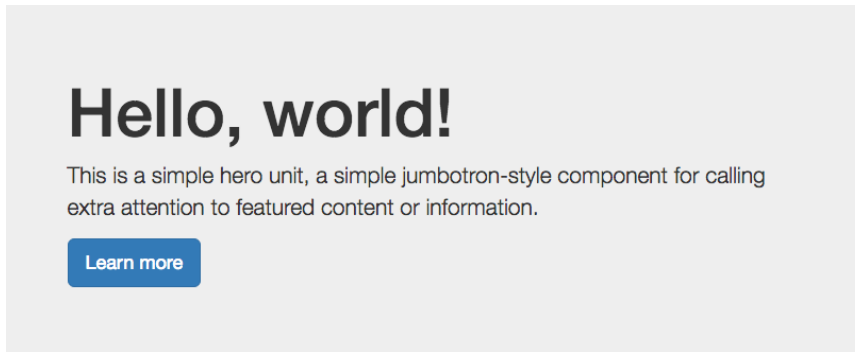 Hello, world!
This is a simple hero unit, a simple jumbotron-style component for calling
extra attention to featured content or information.
Learn more